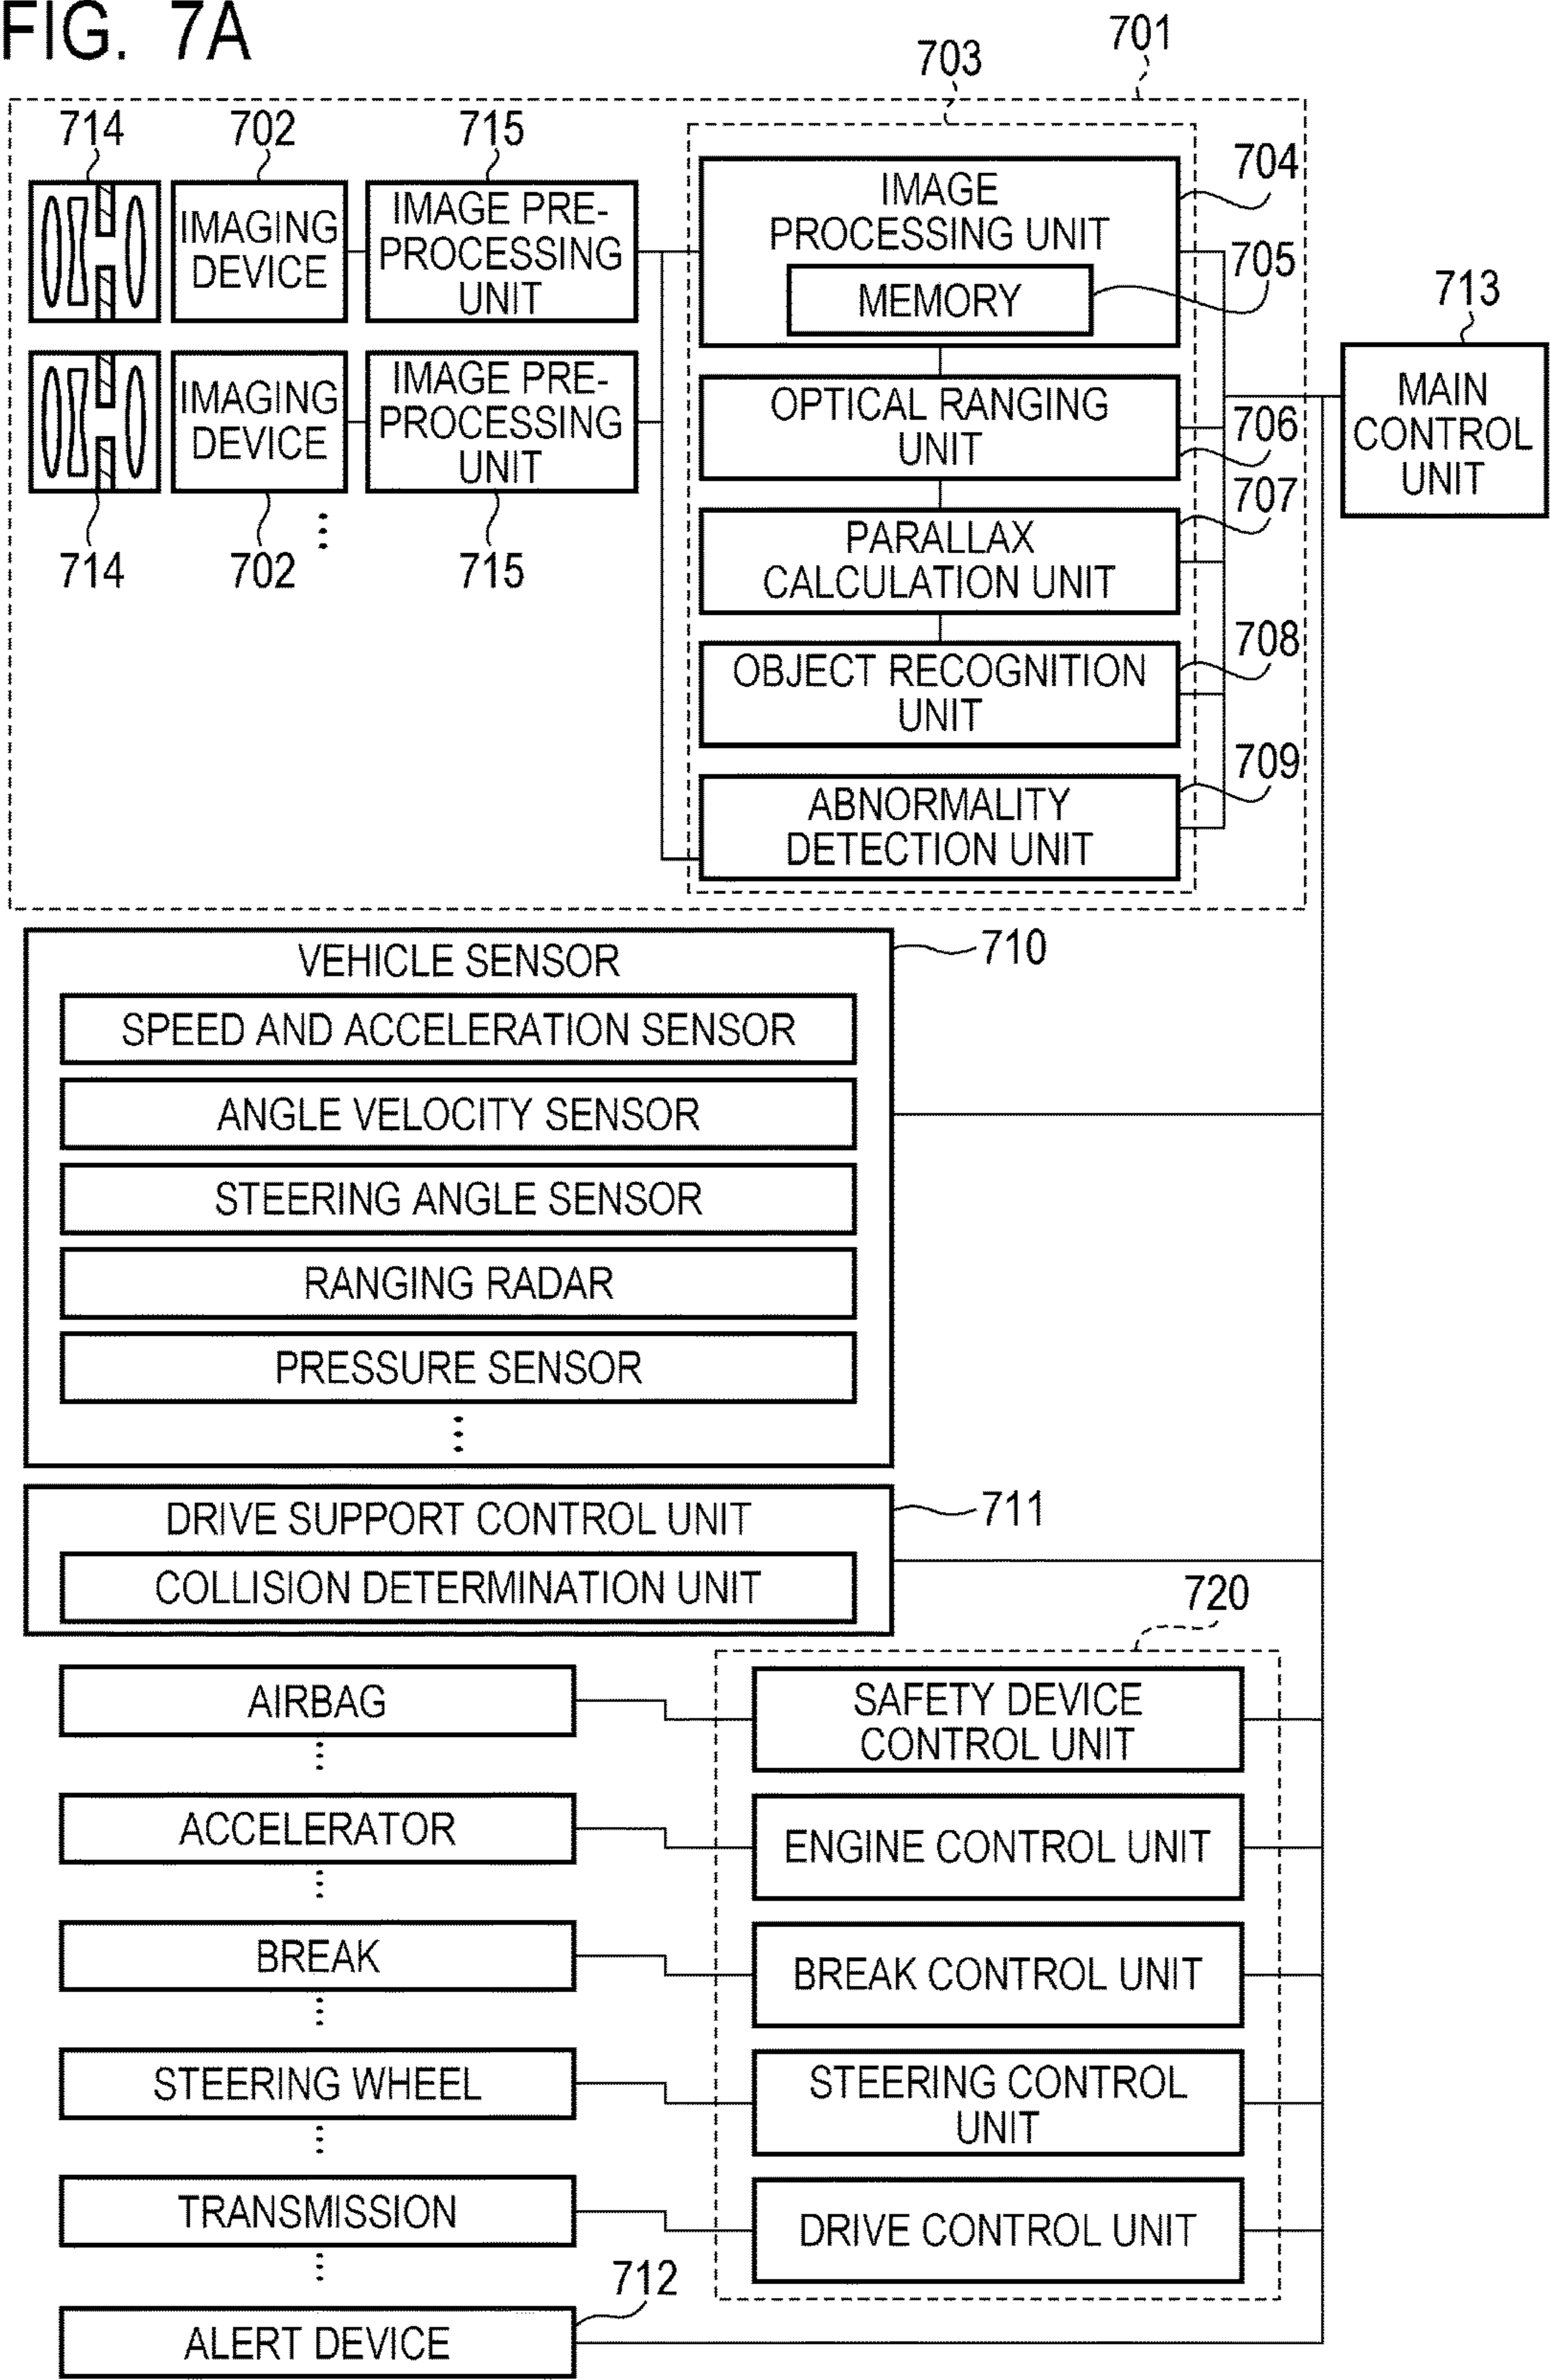 FIG. 7A
701
703
714
702
715
704
IMAGING
DEVICE
IMAGE PRE-
PROCESSING
UNIT
IMAGE
PROCESSING UNIT
MEMORY
705
713
IMAGING
DEVICE
IMAGE PRE-
PROCESSING
UNIT
OPTICAL RANGING
UNIT
706
MAIN
CONTROL
UNIT
714
702
715
PARALLAX
CALCULATION UNIT
707
OBJECT RECOGNITION
UNIT
708
ABNORMALITY
DETECTION UNIT
709
VEHICLE SENSOR
710
SPEED AND ACCELERATION SENSOR
ANGLE VELOCITY SENSOR
STEERING ANGLE SENSOR
RANGING RADAR
PRESSURE SENSOR
DRIVE SUPPORT CONTROL UNIT
711
COLLISION DETERMINATION UNIT
720
AIRBAG
SAFETY DEVICE
CONTROL UNIT
ACCELERATOR
ENGINE CONTROL UNIT
BREAK
BREAK CONTROL UNIT
STEERING WHEEL
STEERING CONTROL
UNIT
TRANSMISSION
DRIVE CONTROL UNIT
712
ALERT DEVICE